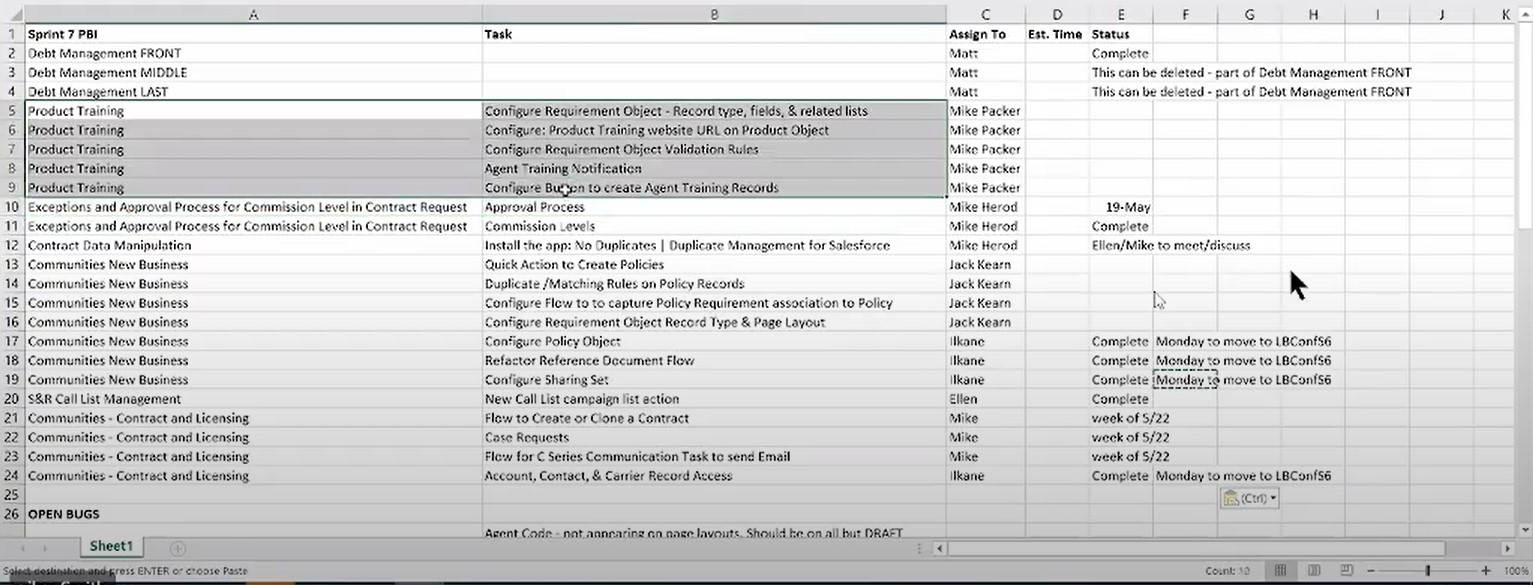 A B C D E F G H I J K
1 Sprint 7 PBI Task Assign To Est. Time Status
2 Debt Management FRONT Matt Complete
3 Debt Management MIDDLE Matt This can be deleted - part of Debt Management FRONT
4 Debt Management LAST Matt This can be deleted - part of Debt Management FRONT
5 Product Training Configure Requirement Object - Record type, fields, & related lists Mike Packer
6 Product Training Configure: Product Training website URL on Product Object Mike Packer
7 Product Training Configure Requirement Object Validation Rules Mike Packer
8 Product Training Agent Training Notification Mike Packer
9 Product Training Configure Button to create Agent Training Records Mike Packer
10 Exceptions and Approval Process for Commission Level in Contract Request Approval Process Mike Herod 19-May
11 Exceptions and Approval Process for Commission Level in Contract Request Commission Levels Mike Herod Complete
12 Contract Data Manipulation Install the app: No Duplicates | Duplicate Management for Salesforce Mike Herod Ellen/Mike to meet/discuss
13 Communities New Business Quick Action to Create Policies Jack Kearn
14 Communities New Business Duplicate /Matching Rules on Policy Records Jack Kearn
15 Communities New Business Configure Flow to to capture Policy Requirement association to Policy Jack Kearn
16 Communities New Business Configure Requirement Object Record Type & Page Layout Jack Kearn
17 Communities New Business Configure Policy Object Ilkane Complete Monday to move to LBConfS6
18 Communities New Business Refactor Reference Document Flow Ilkane Complete Monday to move to LBConfS6
19 Communities New Business Configure Sharing Set Ilkane Complete Monday to move to LBConfS6
20 S&R Call List Management New Call List campaign list action Ellen Complete
21 Communities - Contract and Licensing Flow to Create or Clone a Contract Mike week of 5/22
22 Communities - Contract and Licensing Case Requests Mike week of 5/22
23 Communities - Contract and Licensing Flow for C Series Communication Task to send Email Mike week of 5/22
24 Communities - Contract and Licensing Account, Contact, & Carrier Record Access Ilkane Complete Monday to move to LBConfS6
25 (Ctrl)
26 OPEN BUGS
Agent Code - not appearing on page layouts. Should be on all but DRAFT
Sheet1
Select destination and press ENTER or choose Paste Count: 10 100%